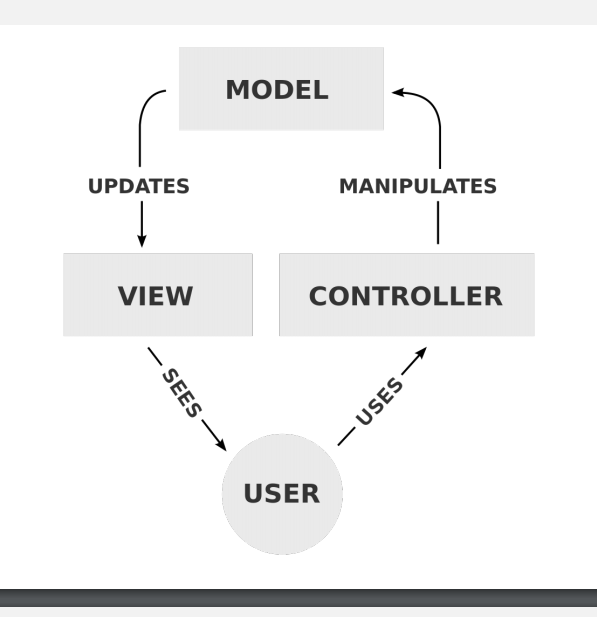 MODEL
UPDATES
MANIPULATES
VIEW
CONTROLLER
SEES
USES
USER